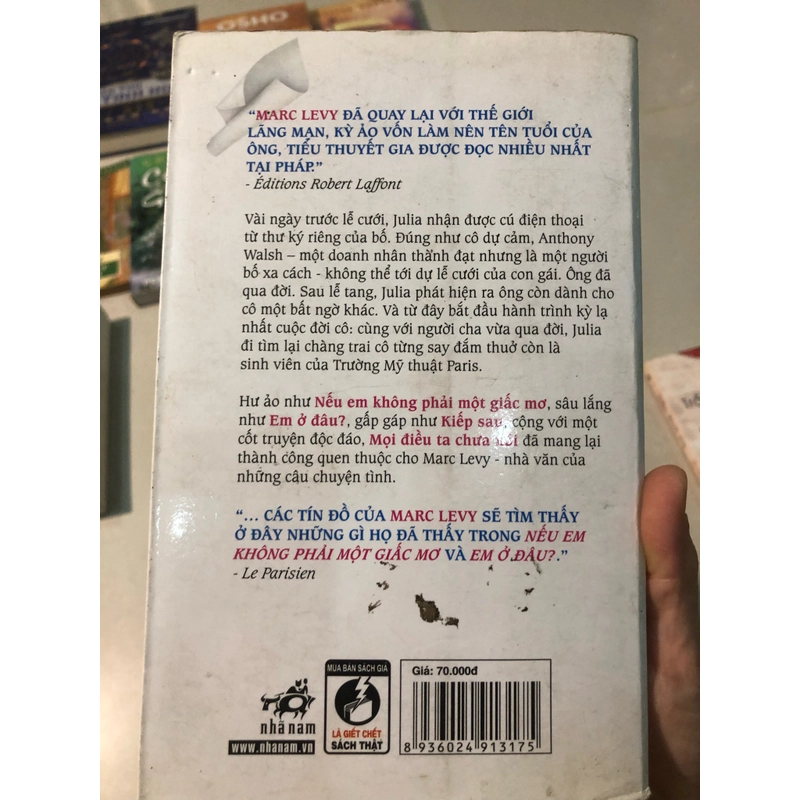 OSHO
"MARC LEVY ĐÃ QUAY LẠI VỚI THẾ GIỚI
LÃNG MẠN, KỲ ẢO VỐN LÀM NÊN TÊN TUỔI CỦA
ÔNG, TIỂU THUYẾT GIA ĐƯỢC ĐỌC NHIỀU NHẤT
TẠI PHÁP."
- Éditions Robert Laffont
Vài ngày trước lễ cưới, Julia nhận được cú điện thoại
từ thư ký riêng của bố. Đúng như cô dự cảm, Anthony
Walsh – một doanh nhân thành đạt nhưng là một người
bố xa cách - không thể tới dự lễ cưới của con gái. Ông đã
qua đời. Sau lễ tang, Julia phát hiện ra ông còn dành cho
cô một bất ngờ khác. Và từ đây bắt đầu hành trình kỳ lạ
nhất cuộc đời cô: cùng với người cha vừa qua đời, Julia
đi tìm lại chàng trai cô từng say đắm thuở còn là
sinh viên của Trường Mỹ thuật Paris.
Hư ảo như Nếu em không phải một giấc mơ, sâu lắng
như Em ở đâu?, gấp gáp như Kiếp sau, cộng với một
cốt truyện độc đáo, Mọi điều ta chưa nói đã mang lại
thành công quen thuộc cho Marc Levy - nhà văn của
những câu chuyện tình.
"... CÁC TÍN ĐỒ CỦA MARC LEVY SẼ TÌM THẤY
Ở ĐÂY NHỮNG GÌ HỌ ĐÃ THẤY TRONG NẾU EM
KHÔNG PHẢI MỘT GIẤC MƠ VÀ EM Ở ĐÂU?."
- Le Parisien
nhã nam
www.nhanam.vn
MUA BÁN SÁCH GIẢ
LÀ GIẾT CHẾT
SÁCH THẬT
Giá: 70.000đ
8 936024 913175